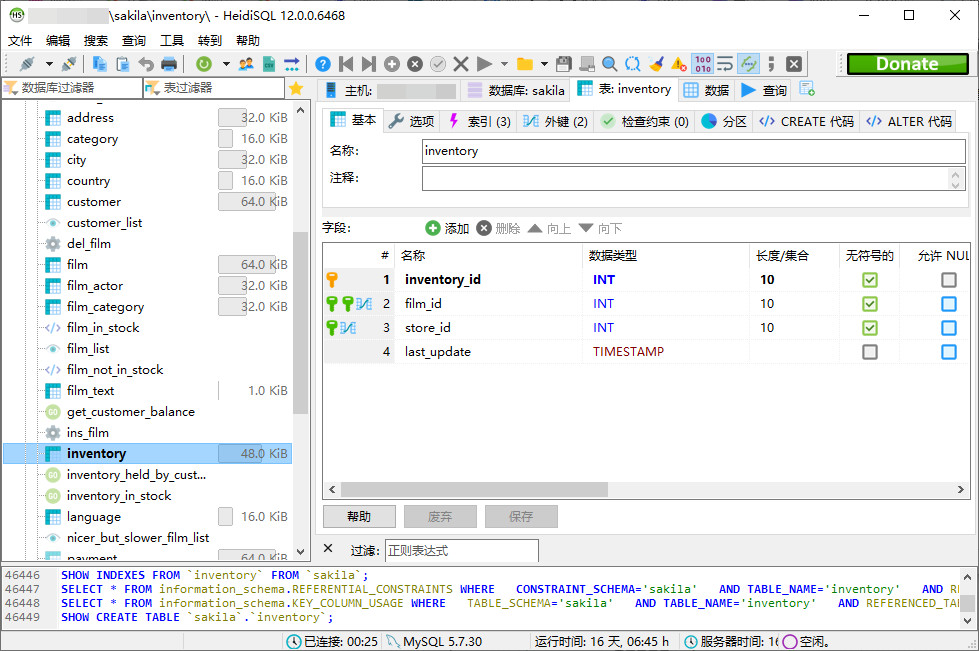 \sakila\inventory\ - HeidiSQL 12.0.0.6468
文件 编辑 搜索 查询 工具 转到 帮助
Donate
数据库过滤器 表过滤器
主机: 数据库: sakila 表: inventory 数据 查询
address 32.0 KiB
category 16.0 KiB
city 32.0 KiB
country 16.0 KiB
customer 64.0 KiB
customer_list
del_film
film 64.0 KiB
film_actor 32.0 KiB
film_category 32.0 KiB
film_in_stock
film_list
film_not_in_stock
film_text 1.0 KiB
get_customer_balance
ins_film
inventory 48.0 KiB
inventory_held_by_cust...
inventory_in_stock
language 16.0 KiB
nicer_but_slower_film_list
payment 64.0 KiB
基本 选项 索引 (3) 外键 (2) 检查约束 (0) 分区 CREATE 代码 ALTER 代码
名称: inventory
注释:
字段: 添加 删除 向上 向下
# 名称 数据类型 长度/集合 无符号的 允许 NUL
1 inventory_id INT 10
2 film_id INT 10
3 store_id INT 10
4 last_update TIMESTAMP
帮助 废弃 保存
过滤: 正则表达式
46446 SHOW INDEXES FROM `inventory` FROM `sakila`;
46447 SELECT * FROM information_schema.REFERENTIAL_CONSTRAINTS WHERE CONSTRAINT_SCHEMA='sakila' AND TABLE_NAME='inventory' AND RE
46448 SELECT * FROM information_schema.KEY_COLUMN_USAGE WHERE TABLE_SCHEMA='sakila' AND TABLE_NAME='inventory' AND REFERENCED_TA
46449 SHOW CREATE TABLE `sakila`.`inventory`;
已连接: 00:25 MySQL 5.7.30 运行时间: 16 天, 06:45 h 服务器时间: 16 空闲。